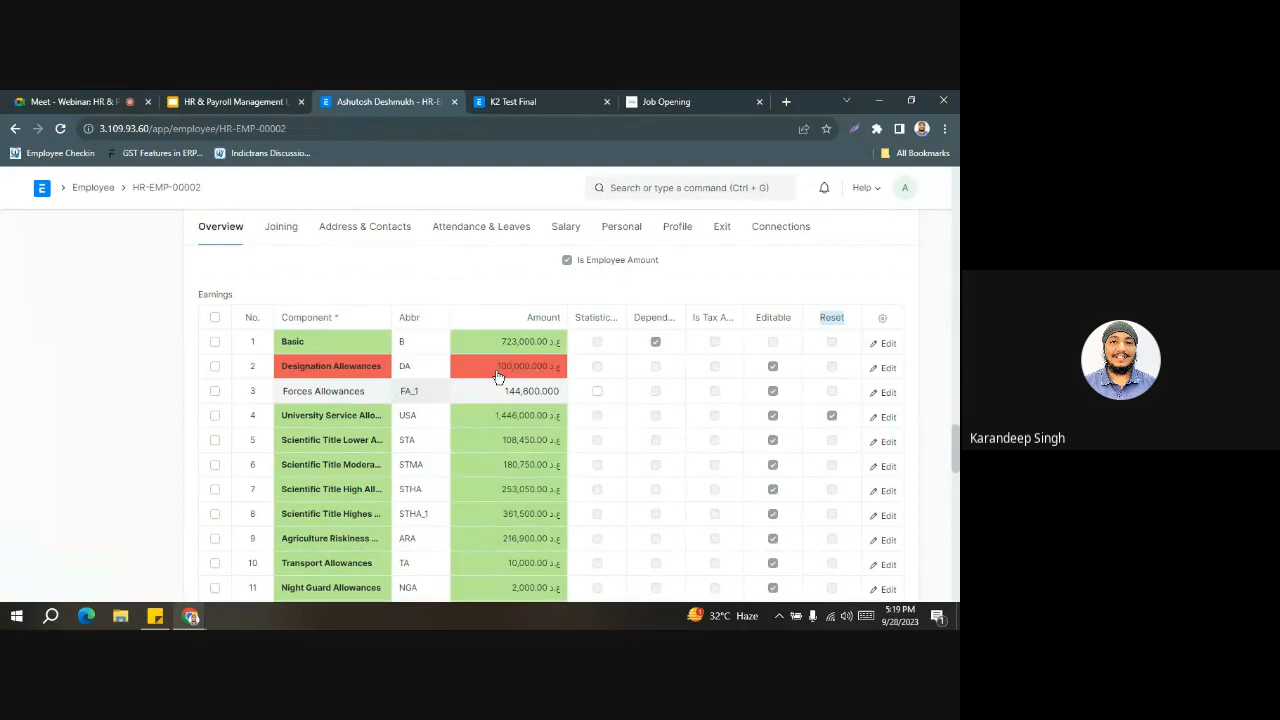 Meet - Webinar: HR & P
HR & Payroll Management L
Ashutosh Deshmukh - HR-E
K2 Test Final
Job Opening
3.109.93.60/app/employee/HR-EMP-00002
Employee Checkin
GST Features in ERP...
Indictrans Discussio...
All Bookmarks
E
Employee
HR-EMP-00002
Search or type a command (Ctrl + G)
Help
A
Overview
Joining
Address & Contacts
Attendance & Leaves
Salary
Personal
Profile
Exit
Connections
Is Employee Amount
Earnings
No. Component * Abbr Amount Statistic... Depend... Is Tax A... Editable Reset
1 Basic B 723,000.00 ع.د Edit
2 Designation Allowances DA 100,000.000 ع.د Edit
3 Forces Allowances FA_1 144,600.000 Edit
4 University Service Allo... USA 1,446,000.00 ع.د Edit
5 Scientific Title Lower A... STA 108,450.00 ع.د Edit
6 Scientific Title Modera... STMA 180,750.00 ع.د Edit
7 Scientific Title High All... STHA 253,050.00 ع.د Edit
8 Scientific Title Highes ... STHA_1 361,500.00 ع.د Edit
9 Agriculture Riskiness ... ARA 216,900.00 ع.د Edit
10 Transport Allowances TA 10,000.00 ع.د Edit
11 Night Guard Allowances NGA 2,000.00 ع.د Edit
Karandeep Singh
32°C Haze
5:19 PM
9/28/2023